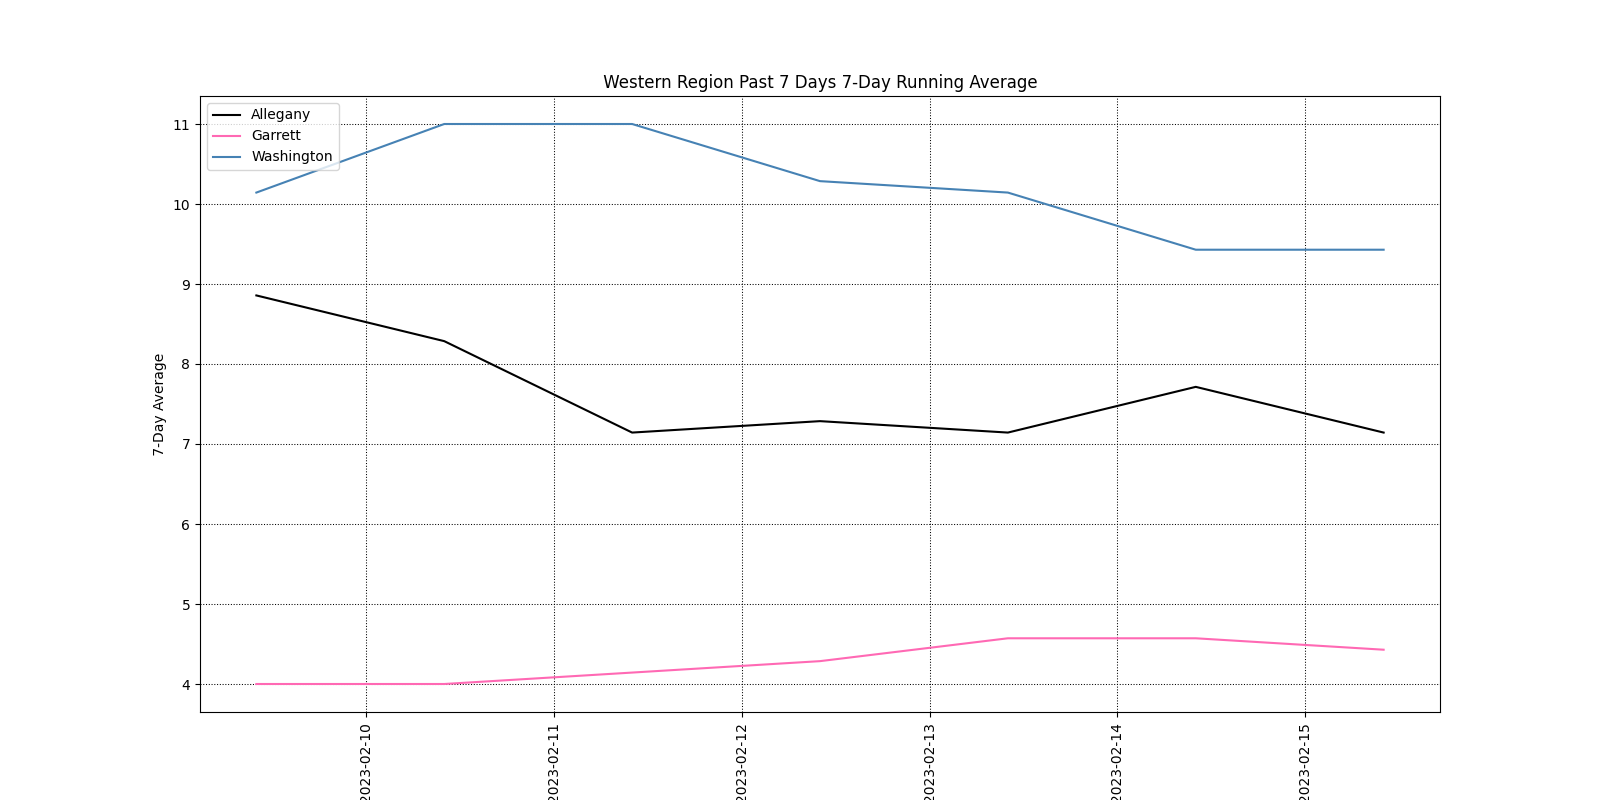 Western Region Past 7 Days 7-Day Running Average
Allegany
Garrett
Washington
11
10
9
8
7
6
5
4
7-Day Average
2023-02-10
2023-02-11
2023-02-12
2023-02-13
2023-02-14
2023-02-15